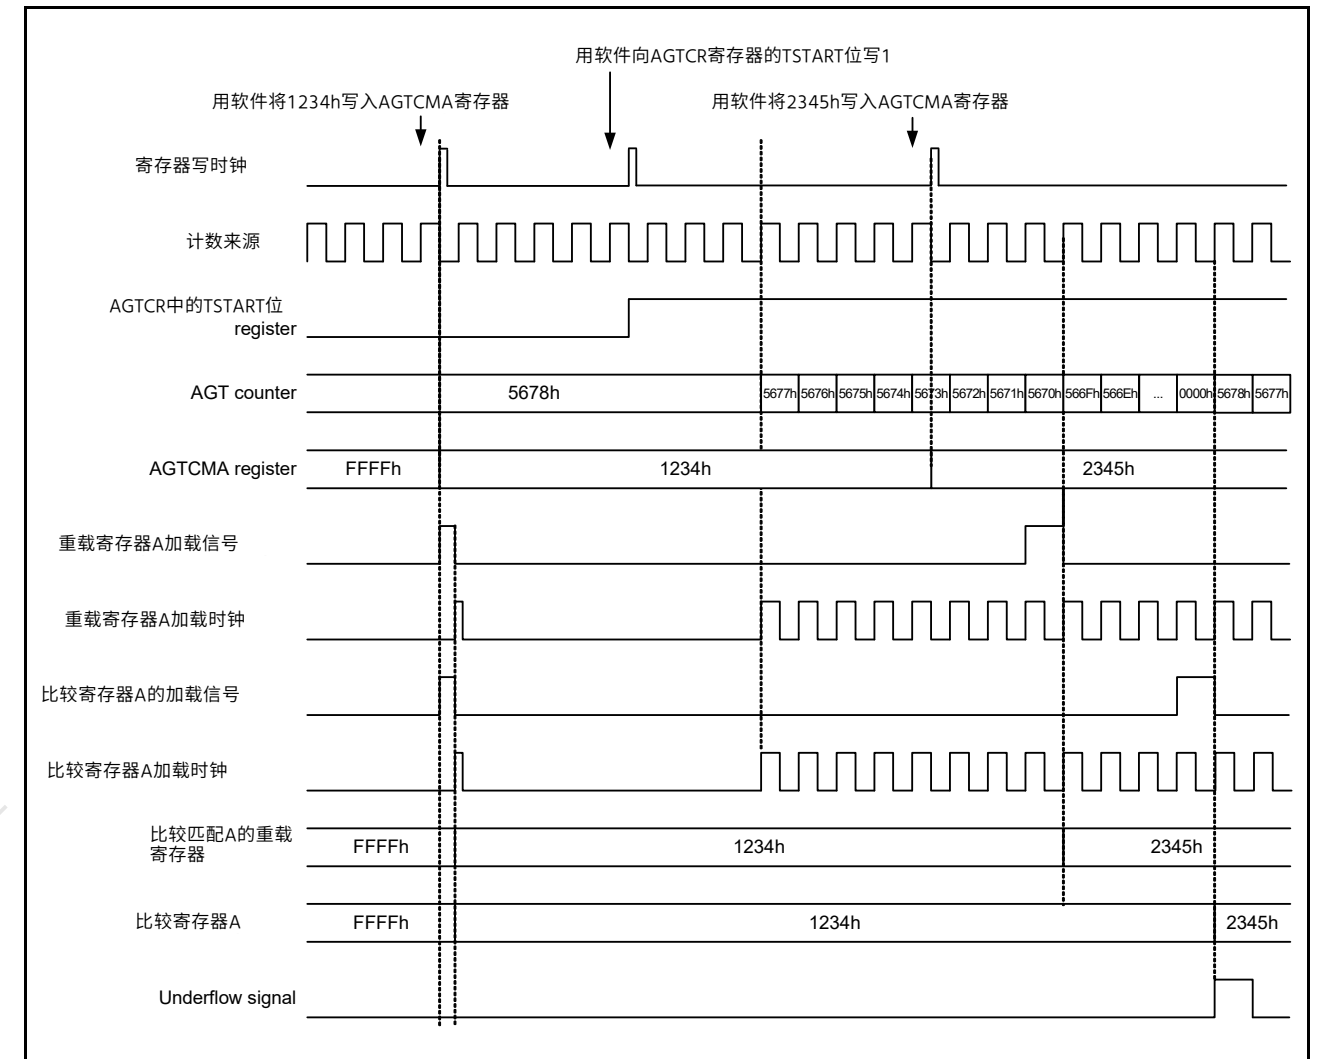 用软件向AGTCR寄存器的TSTART位写1
用软件将1234h写入AGTCMA寄存器
用软件将2345h写入AGTCMA寄存器
寄存器写时钟
计数来源
AGTCR中的TSTART位
register
AGT counter
5678h
5677h 5676h 5675h 5674h 5673h 5672h 5671h 5670h 566Fh 566Eh ... 0000h 5678h 5677h
AGTCMA register
FFFFh
1234h
2345h
重载寄存器A加载信号
重载寄存器A加载时钟
比较寄存器A的加载信号
比较寄存器A加载时钟
比较匹配A的重载
寄存器
FFFFh
1234h
2345h
比较寄存器A
FFFFh
1234h
2345h
Underflow signal